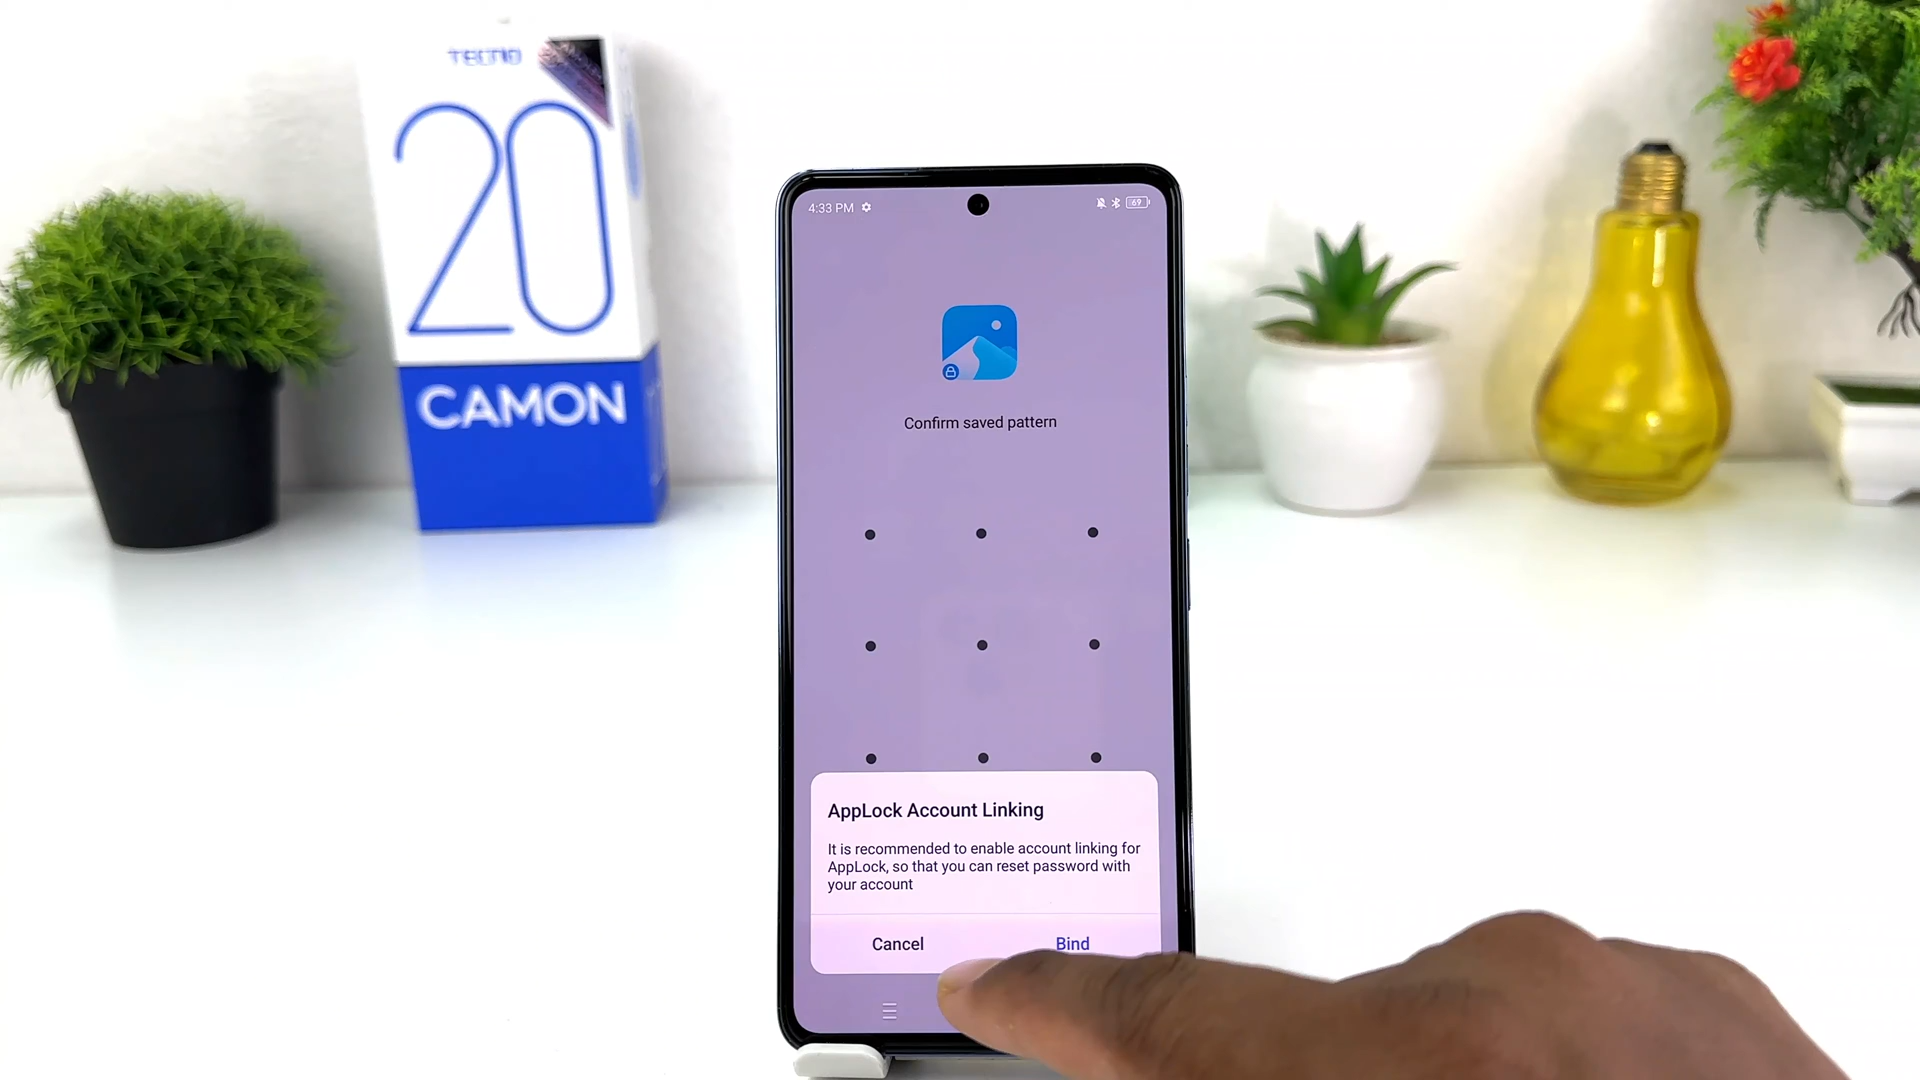 TECNO
20
CAMON
4:33 PM
69
Confirm saved pattern
AppLock Account Linking
It is recommended to enable account linking for
AppLock, so that you can reset password with
your account
Cancel
Bind